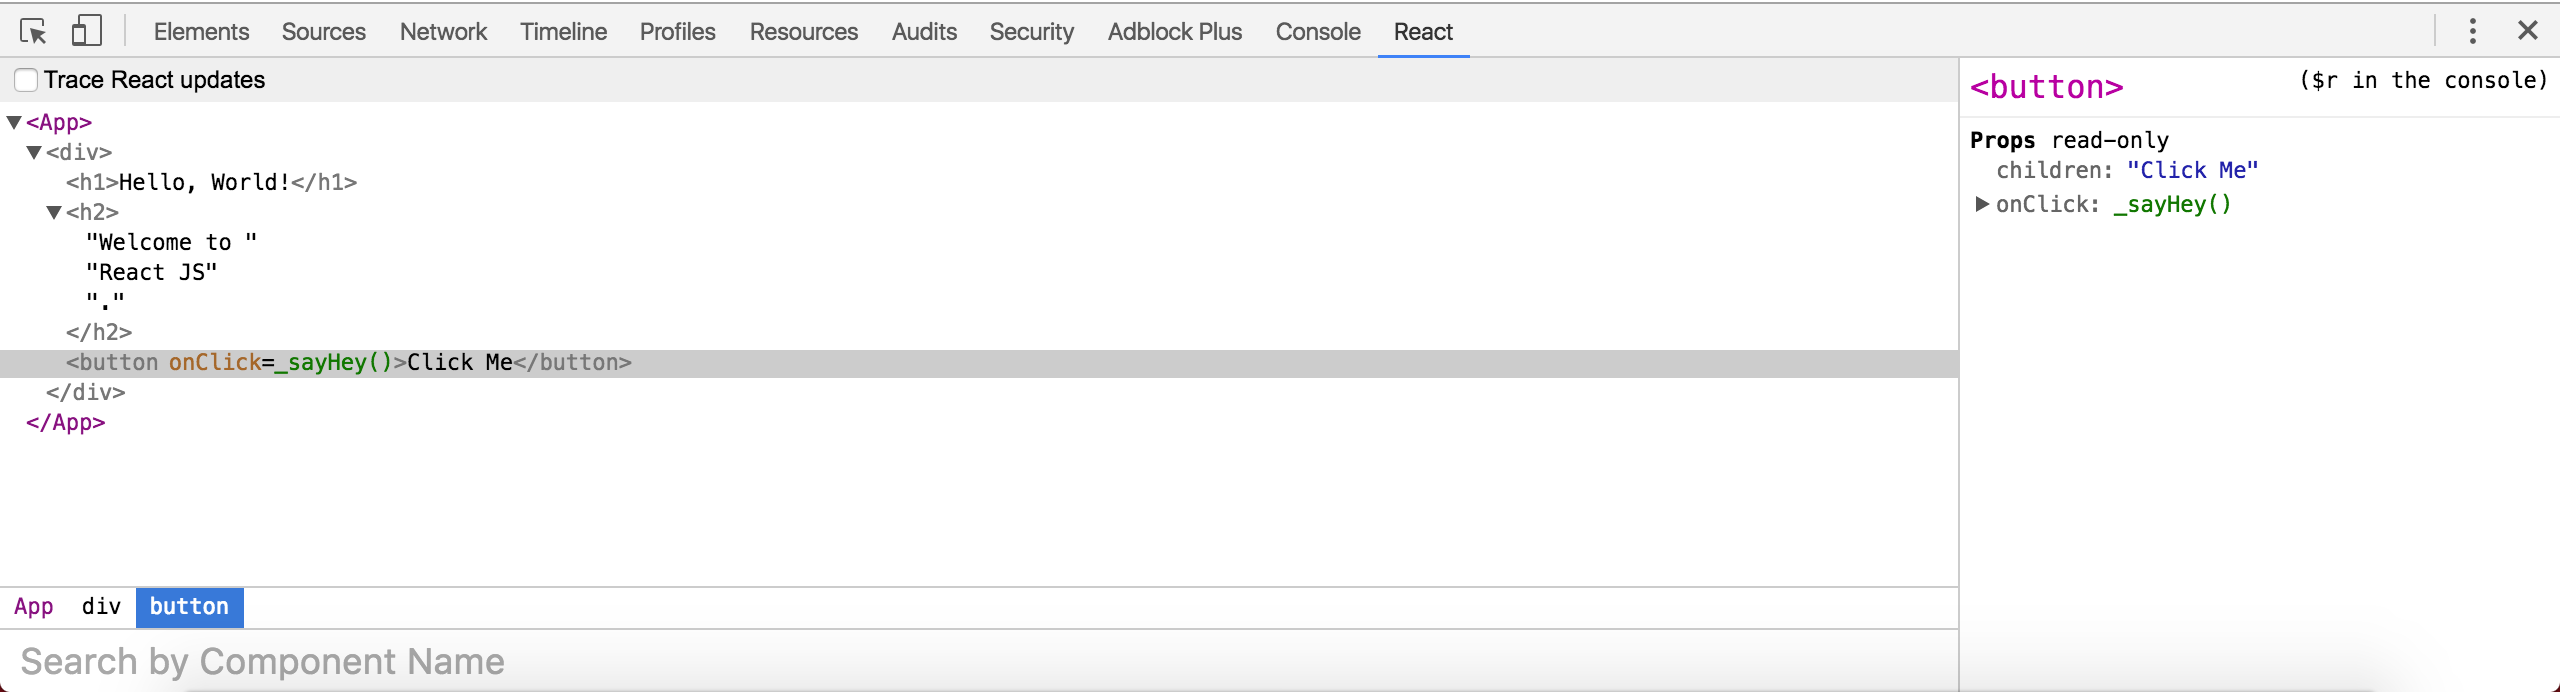 Elements Sources Network Timeline Profiles Resources Audits Security Adblock Plus Console React
Trace React updates
<App>
<div>
<h1>Hello, World!</h1>
<h2>
"Welcome to "
"React JS"
"."
</h2>
<button onClick=_sayHey()>Click Me</button>
</div>
</App>
App div button
Search by Component Name
<button> ($r in the console)
Props read-only
children: "Click Me"
onClick: _sayHey()